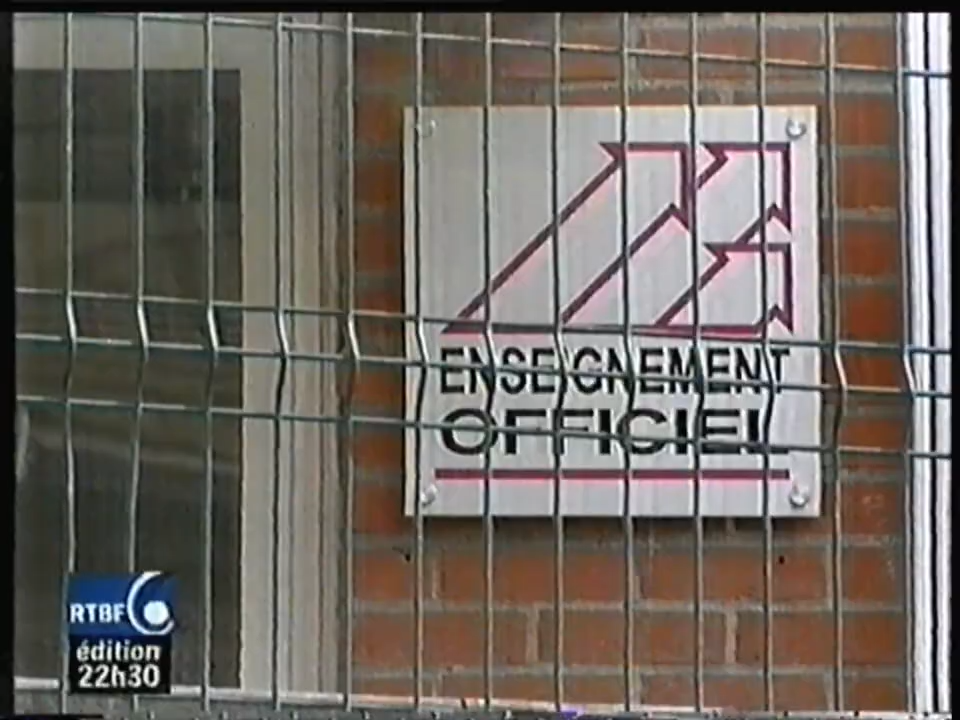 ENSEIGNEMENT
OFFICIEL
RTBF
édition
22h30